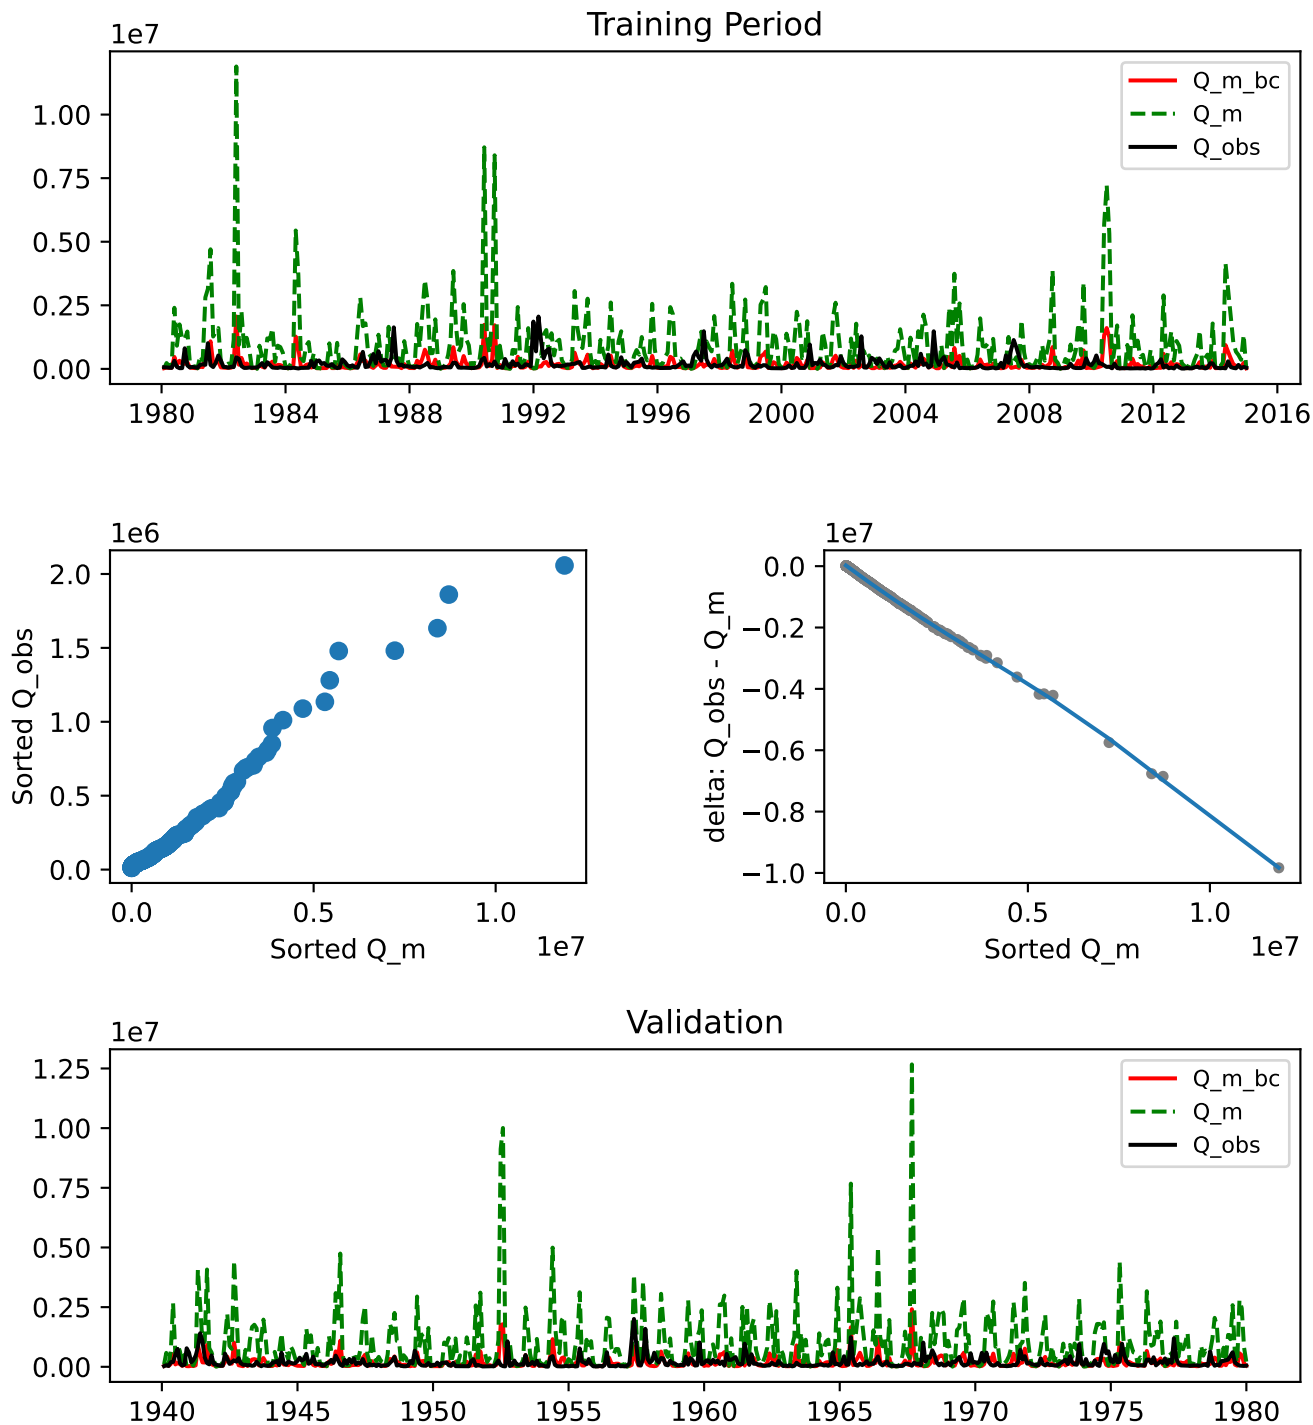 Training Period
1e7
1.00
0.75
0.50
0.25
0.00
Q_m_bc
Q_m
Q_obs
1980 1984 1988 1992 1996 2000 2004 2008 2012 2016
1e6
2.0
1.5
1.0
0.5
0.0
Sorted Q_obs
0.0 0.5 1.0
Sorted Q_m
1e7
1e7
0.0
−0.2
−0.4
−0.6
−0.8
−1.0
delta: Q_obs - Q_m
0.0 0.5 1.0
Sorted Q_m
1e7
Validation
1e7
1.25
1.00
0.75
0.50
0.25
0.00
Q_m_bc
Q_m
Q_obs
1940 1945 1950 1955 1960 1965 1970 1975 1980